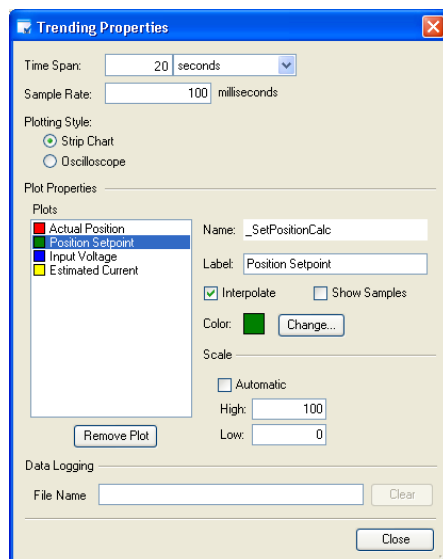 Trending Properties
Time Span: 20 seconds
Sample Rate: 100 milliseconds
Plotting Style:
Strip Chart
Oscilloscope
Plot Properties
Plots
Actual Position
Position Setpoint
Input Voltage
Estimated Current
Remove Plot
Name: _SetPositionCalc
Label: Position Setpoint
Interpolate Show Samples
Color: Change...
Scale
Automatic
High: 100
Low: 0
Data Logging
File Name Clear
Close